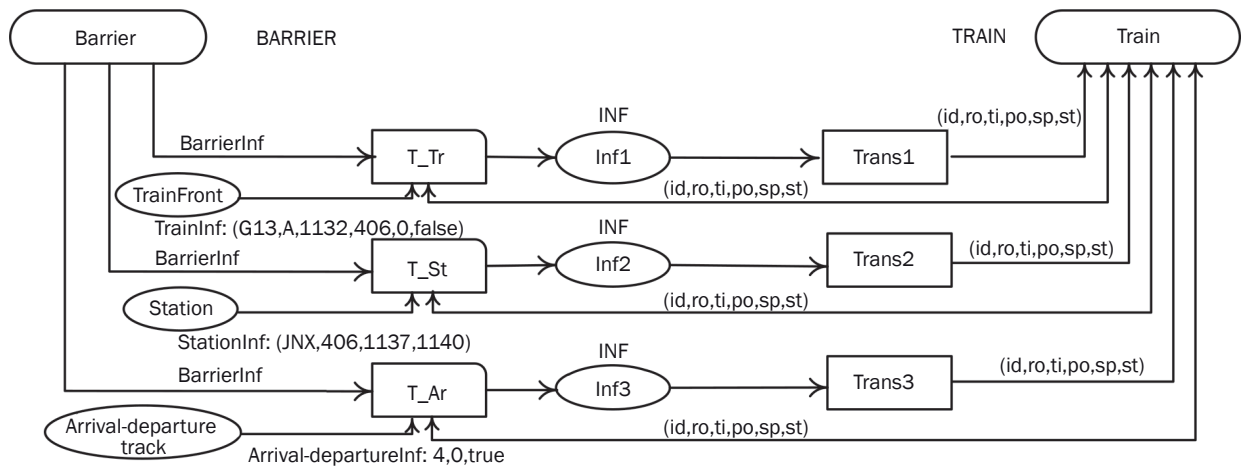 Barrier
BARRIER
TRAIN
Train
INF
(id,ro,ti,po,sp,st)
BarrierInf
T_Tr
Inf1
Trans1
TrainFront
(id,ro,ti,po,sp,st)
TrainInf: (G13,A,1132,406,0,false)
INF
BarrierInf
T_St
Inf2
Trans2
(id,ro,ti,po,sp,st)
Station
(id,ro,ti,po,sp,st)
StationInf: (JNX,406,1137,1140)
INF
BarrierInf
T_Ar
Inf3
Trans3
(id,ro,ti,po,sp,st)
Arrival-departure
track
(id,ro,ti,po,sp,st)
Arrival-departureInf: 4,0,true